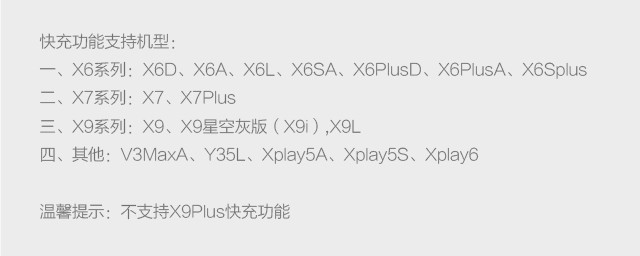 快充功能支持机型：
一、X6系列：X6D、X6A、X6L、X6SA、X6PlusD、X6PlusA、X6Splus
二、X7系列：X7、X7Plus
三、X9系列：X9、X9星空灰版（X9i）,X9L
四、其他：V3MaxA、Y35L、Xplay5A、Xplay5S、Xplay6
温馨提示：不支持X9Plus快充功能